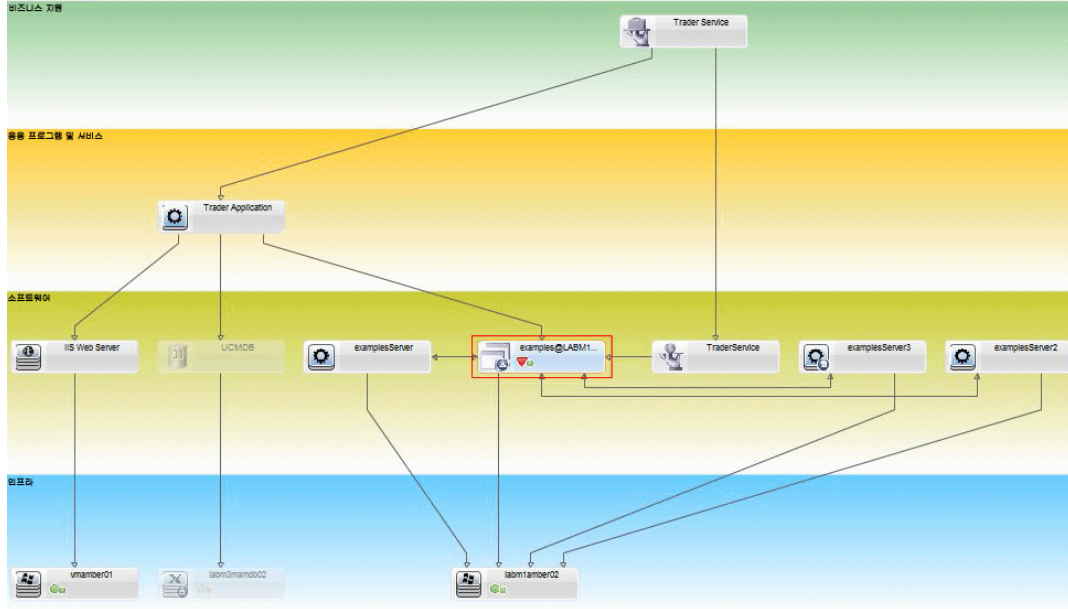 비즈니스 지원
Trader Service
응용 프로그램 및 서비스
Trader Application
소프트웨어
IIS Web Server
UCMDB
examplesServer
examples@LABM1...
TraderService
examplesServer3
examplesServer2
인프라
vmamber01
labm3mamdb02
labm1amber02